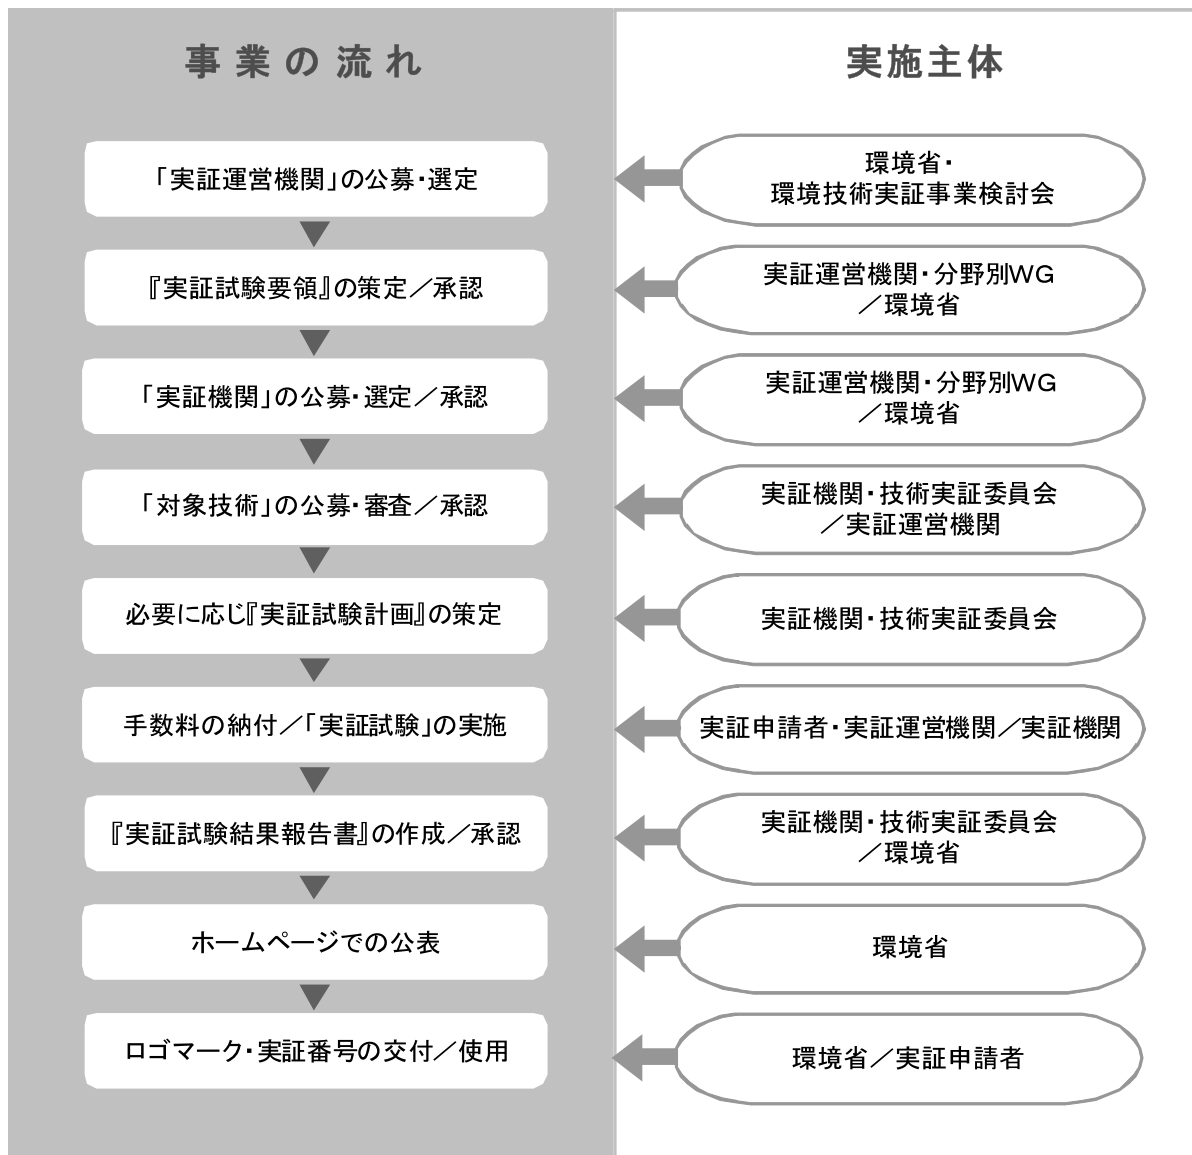 事業の流れ
実施主体
「実証運営機関」の公募・選定
環境省・
環境技術実証事業検討会
『実証試験要領』の策定／承認
実証運営機関・分野別WG
／環境省
「実証機関」の公募・選定／承認
実証運営機関・分野別WG
／環境省
「対象技術」の公募・審査／承認
実証機関・技術実証委員会
／実証運営機関
必要に応じ『実証試験計画』の策定
実証機関・技術実証委員会
手数料の納付／「実証試験」の実施
実証申請者・実証運営機関／実証機関
『実証試験結果報告書』の作成／承認
実証機関・技術実証委員会
／環境省
ホームページでの公表
環境省
ロゴマーク・実証番号の交付／使用
環境省／実証申請者